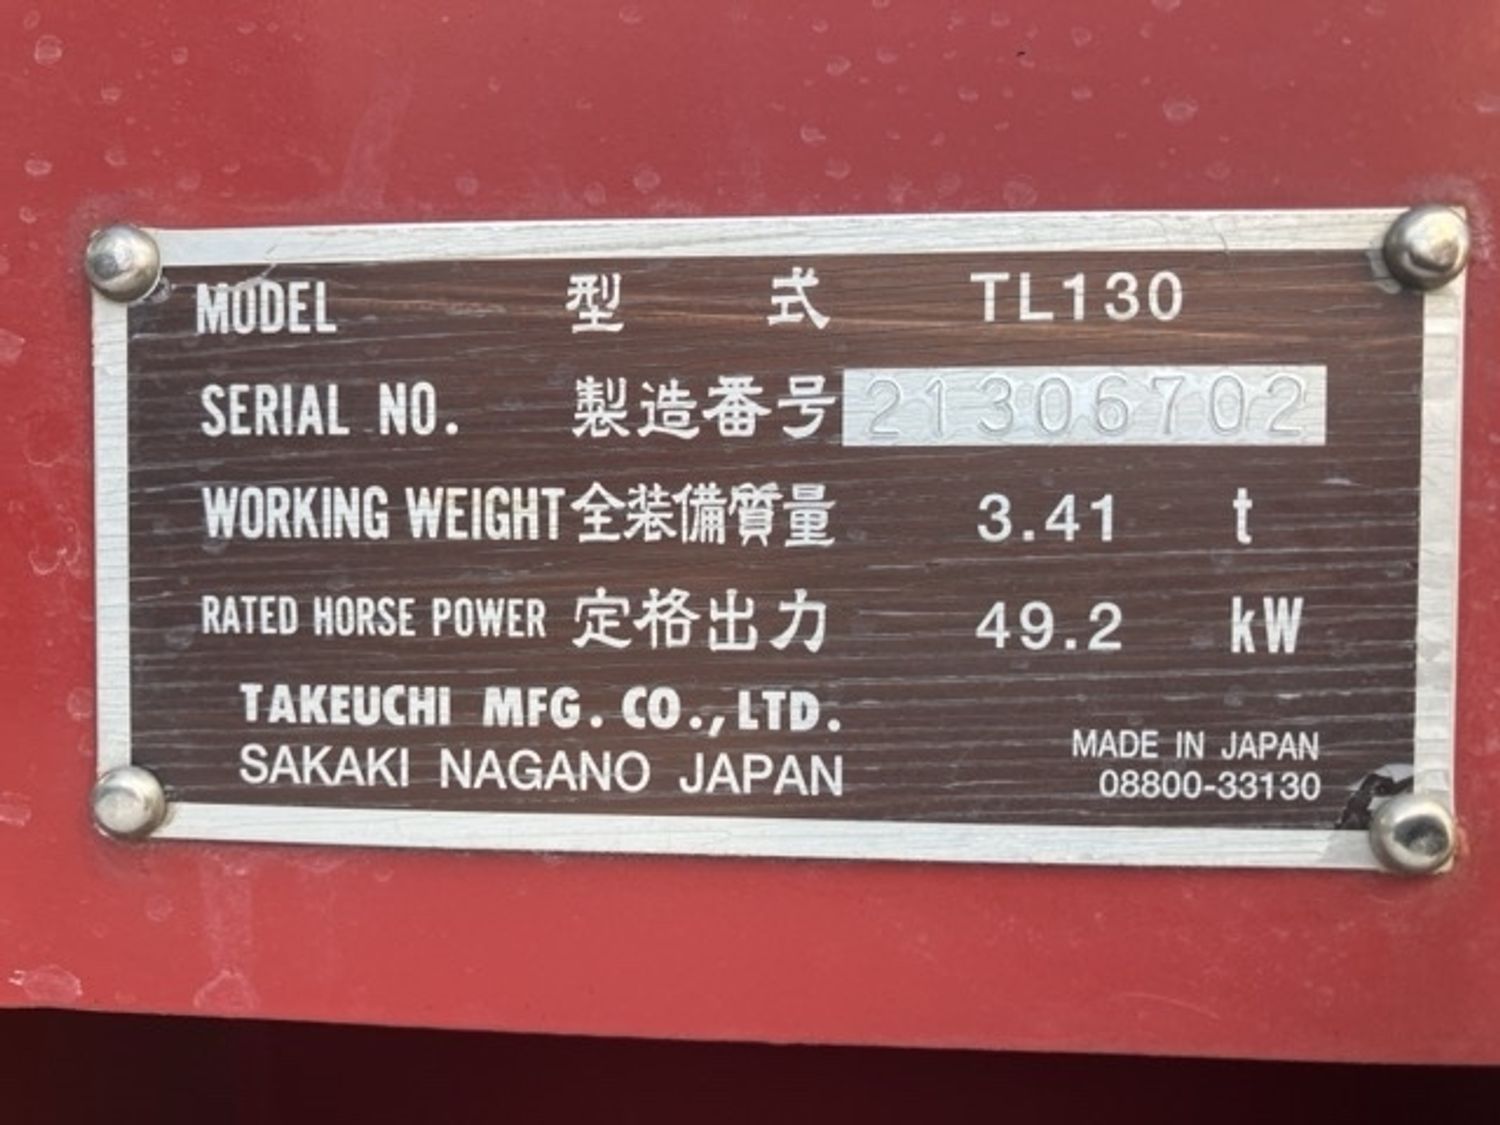 MODEL 型式 TL130
SERIAL NO. 製造番号 21306702
WORKING WEIGHT 全装備質量 3.41 t
RATED HORSE POWER 定格出力 49.2 kW
TAKEUCHI MFG. CO., LTD.
SAKAKI NAGANO JAPAN
MADE IN JAPAN
08800-33130